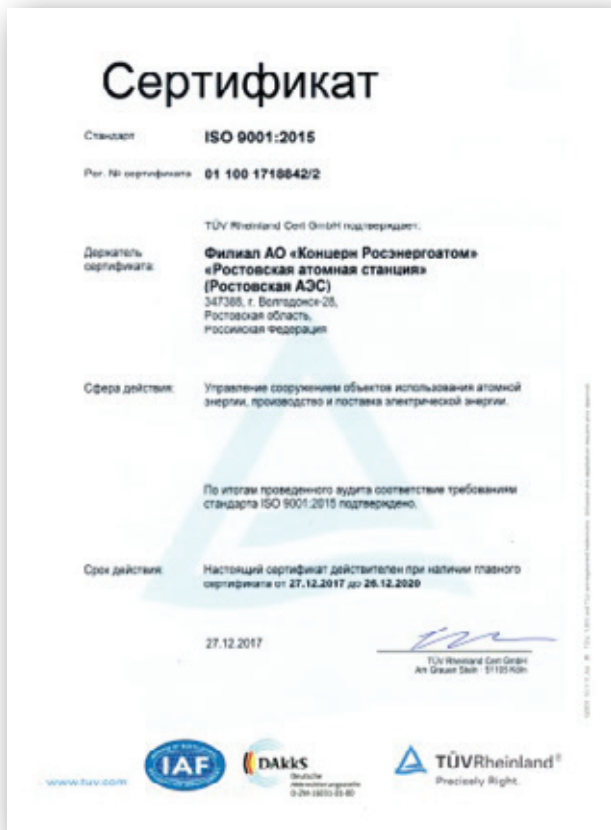 Сертификат
Стандарт ISO 9001:2015
Рег. № сертификата 01 100 1718842/2
TÜV Rheinland Cert GmbH подтверждает:
Держатель сертификата:
Филиал АО «Концерн Росэнергоатом»
«Ростовская атомная станция»
(Ростовская АЭС)
347388, г. Волгодонск-28,
Ростовская область,
Российская Федерация
Сфера действия: Управление сооружением объектов использования атомной
энергии, производство и поставка электрической энергии.
По итогам проведенного аудита соответствие требованиям
стандарта ISO 9001:2015 подтверждено.
Срок действия: Настоящий сертификат действителен при наличии главного
сертификата от 27.12.2017 до 26.12.2020
27.12.2017
TÜV Rheinland Cert GmbH
Am Grauen Stein · 51105 Köln
www.tuv.com
IAF
DAkkS
Deutsche
Akkreditierungsstelle
TÜVRheinland®
Precisely Right.